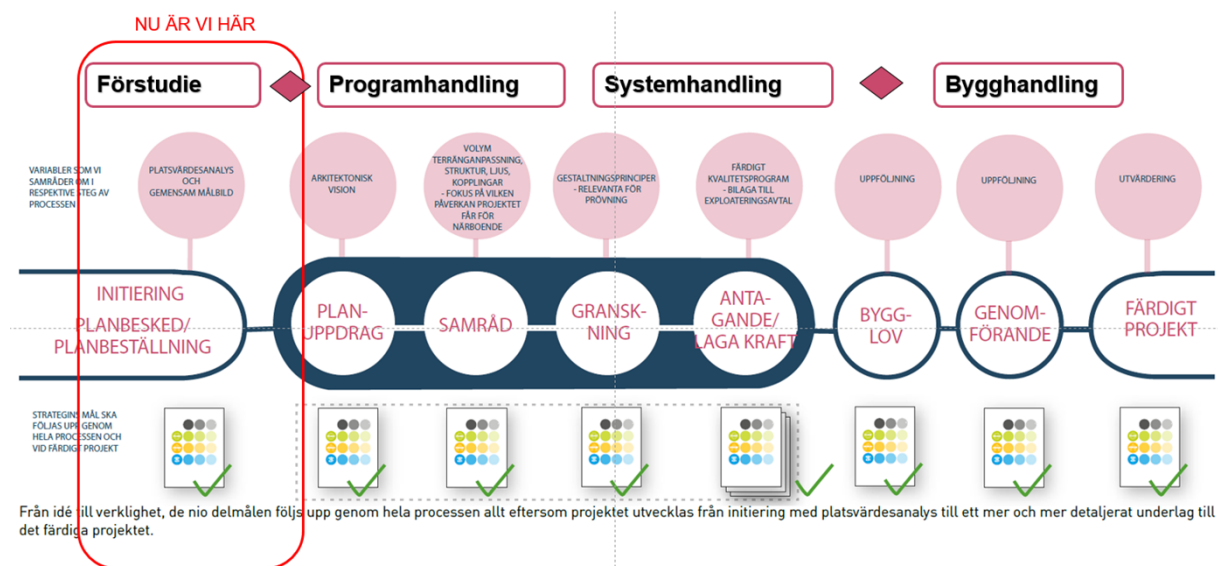 NU ÄR VI HÄR
Förstudie
Programhandling
Systemhandling
Bygghandling
VARIABLER SOM VI
SAMRÅDER OM I
RESPEKTIVE STEG AV
PROCESSEN
PLATSVÄRDESANALYS
OCH
GEMENSAM MÅLBILD
ARKITEKTONISK
VISION
VOLYM
TERRÄNGANPASSNING,
STRUKTUR, LJUS,
KOPPLINGAR
- FOKUS PÅ VILKEN
PÅVERKAN PROJEKTET
FÅR FÖR
NÄRBOENDE
GESTALTNINGSPRINCIPER
- RELEVANTA FÖR
PRÖVNING
FÄRDIGT
KVALITETSPROGRAM
- BILAGA TILL
EXPLOATERINGSAVTAL
UPPFÖLJNING
UPPFÖLJNING
UTVÄRDERING
INITIERING
PLANBESKED/
PLANBESTÄLLNING
PLAN-
UPPDRAG
SAMRÅD
GRANSK-
NING
ANTA-
GANDE/
LAGA KRAFT
BYGG-
LOV
GENOM-
FÖRANDE
FÄRDIGT
PROJEKT
STRATEGINS MÅL SKA
FÖLJAS UPP GENOM
HELA PROCESSEN OCH
VID FÄRDIGT PROJEKT
Från idé till verklighet, de nio delmålen följs upp genom hela processen allt eftersom projektet utvecklas från initiering med platsvärdesanalys till ett mer och mer detaljerat underlag till
det färdiga projektet.